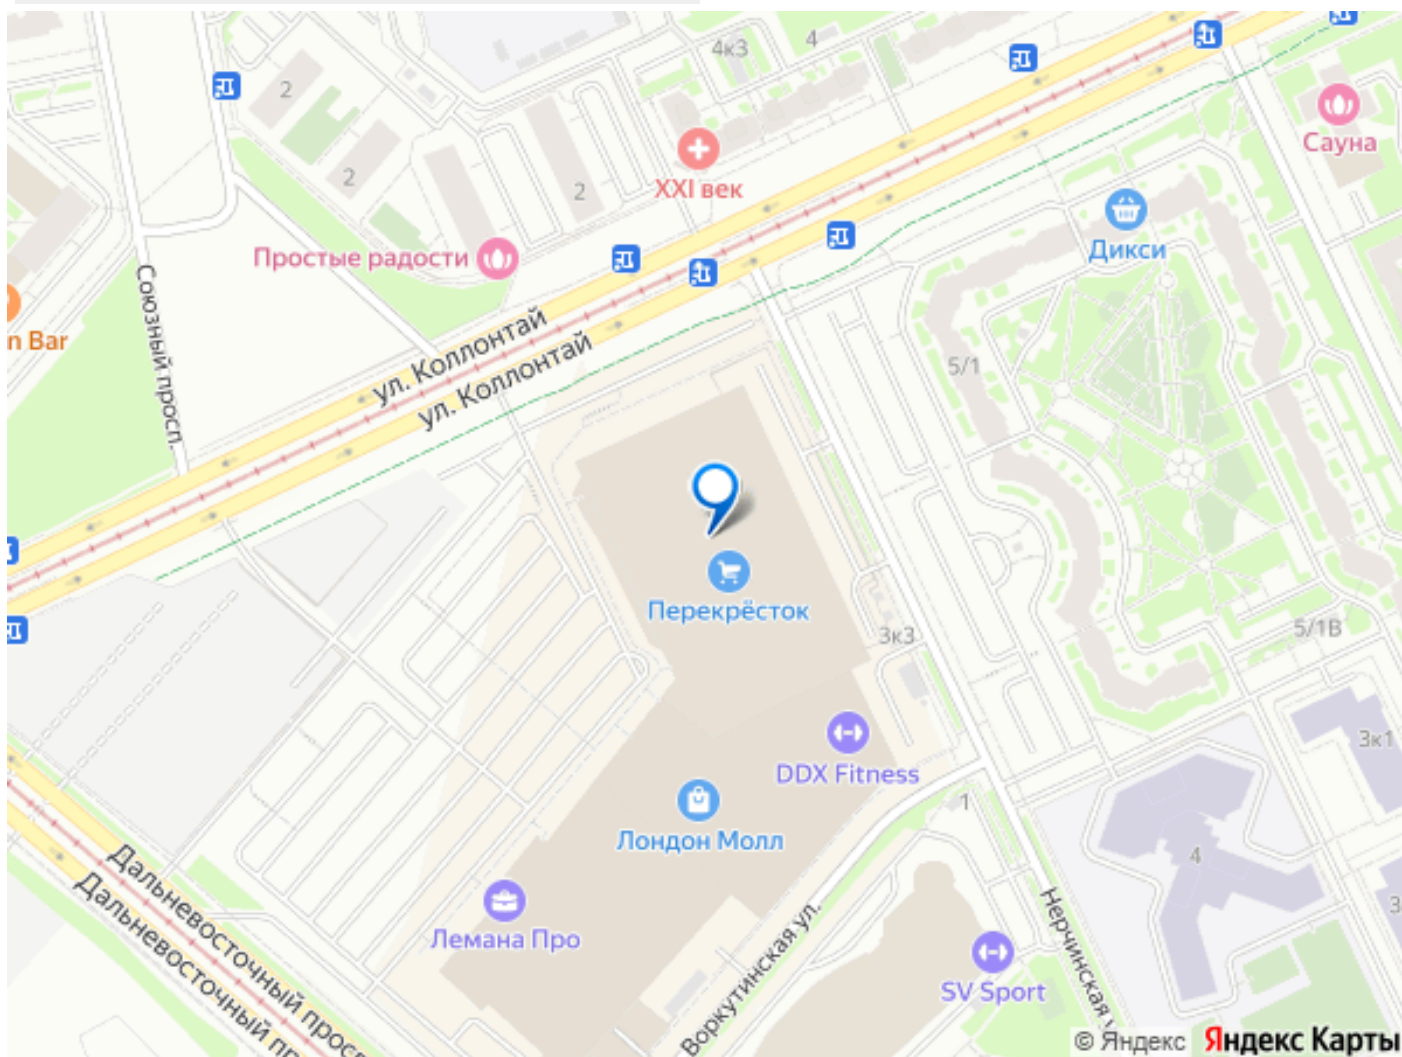 4к3
4
2
Сауна
XXI век
2
2
Дикси
Простые радости
Союзный просп.
n Bar
ул. Коллонтай
ул. Коллонтай
5/1
Перекрёсток
3к3
5/1В
3к1
DDX Fitness
1
Лондон Молл
4
Дальневосточный просп
Дальневосточный пр
Лемана Про
Воркутинская ул.
Нерчинская
3
SV Sport
© Яндекс Яндекс Карты